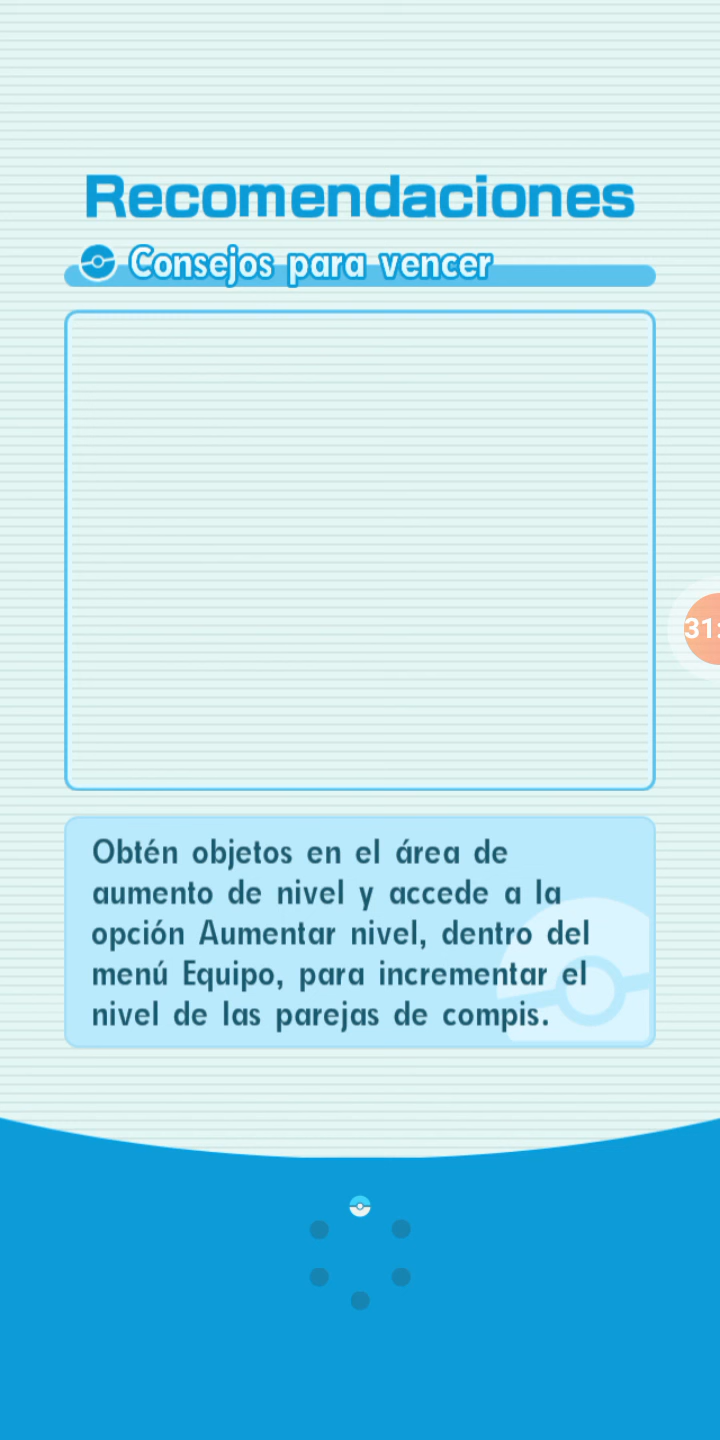 Recomendaciones
Consejos para vencer
31:
Obtén objetos en el área de
aumento de nivel y accede a la
opción Aumentar nivel, dentro del
menú Equipo, para incrementar el
nivel de las parejas de compis.